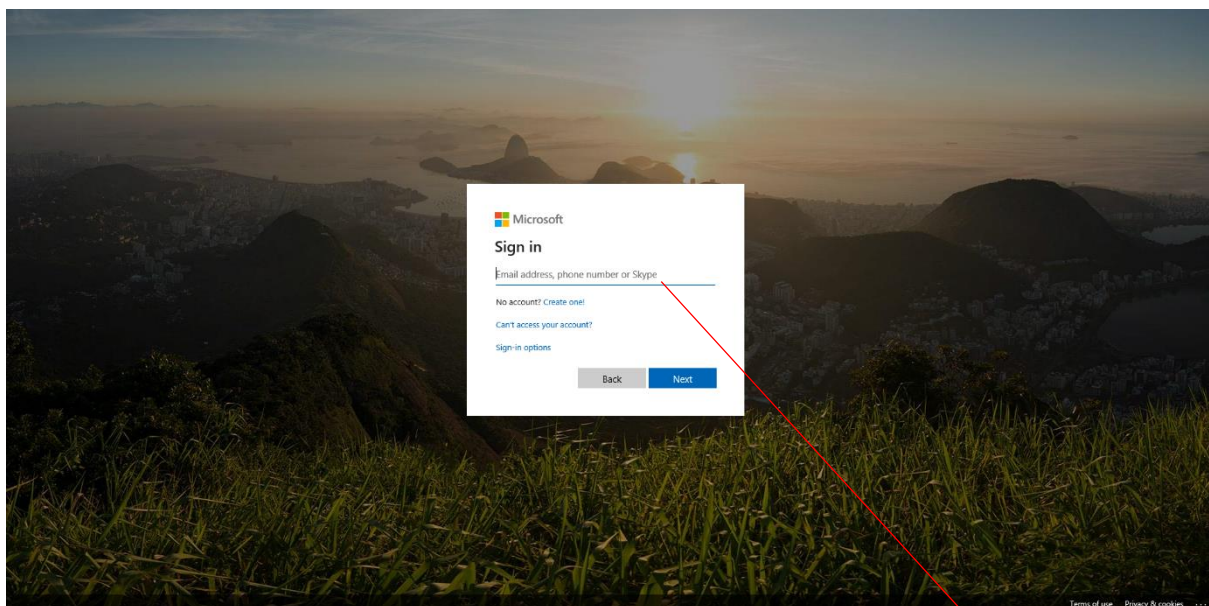 Microsoft
Sign in
Email address, phone number or Skype
No account? Create one!
Can't access your account?
Sign-in options
Back Next
Terms of use Privacy & cookies ...